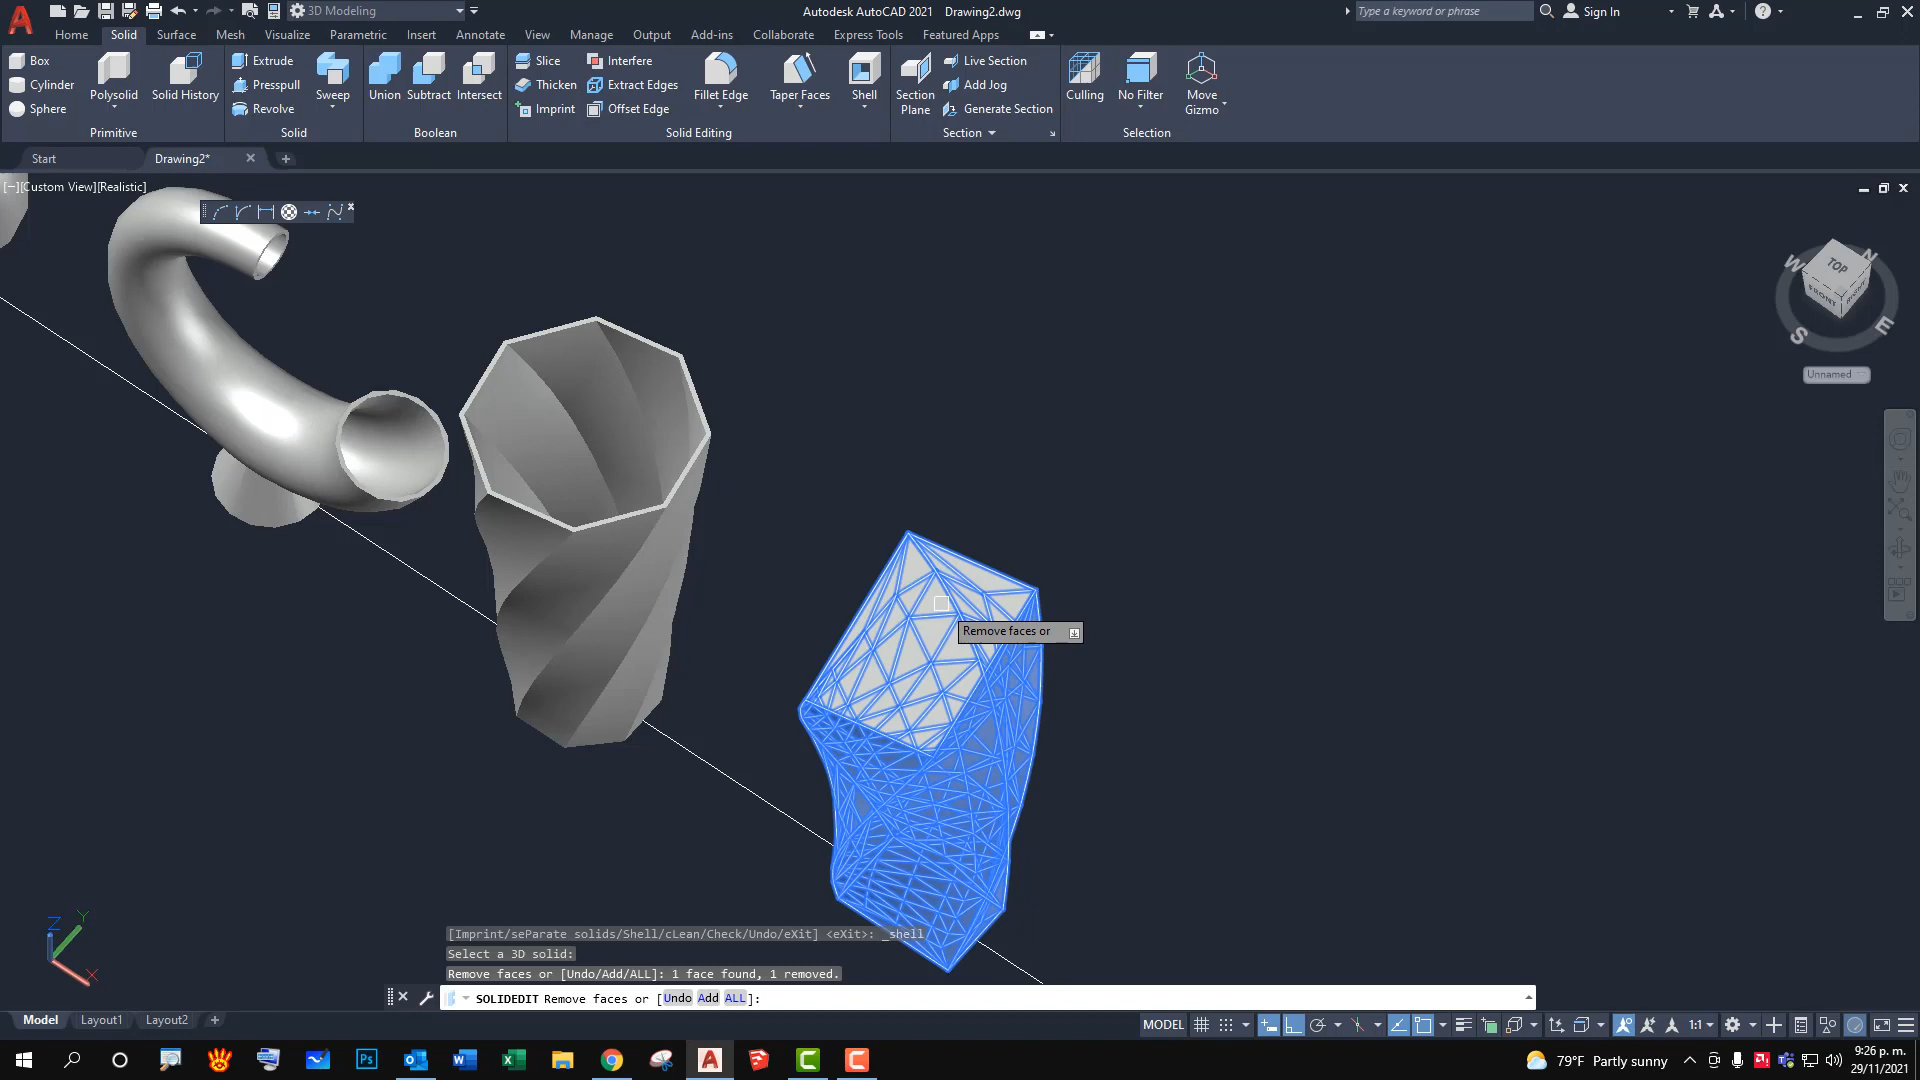 3D Modeling
Autodesk AutoCAD 2021 Drawing2.dwg
Type a keyword or phrase
Sign In
Home Solid Surface Mesh Visualize Parametric Insert Annotate View Manage Output Add-ins Collaborate Express Tools Featured Apps
Box
Cylinder
Sphere
Polysolid
Solid History
Primitive
Extrude
Presspull
Revolve
Sweep
Solid
Union Subtract Intersect
Boolean
Slice
Thicken
Imprint
Interfere
Extract Edges
Offset Edge
Fillet Edge
Taper Faces
Shell
Solid Editing
Section
Plane
Live Section
Add Jog
Generate Section
Section
Culling
No Filter
Move
Gizmo
Selection
Start
Drawing2*
[−][Custom View][Realistic]
N
W
TOP
FRONT
RIGHT
S
E
Unnamed
Remove faces or
Z
Y
X
[Imprint/seParate solids/Shell/cLean/Check/Undo/eXit] <eXit>: _shell
Select a 3D solid:
Remove faces or [Undo/Add/ALL]: 1 face found, 1 removed.
SOLIDEDIT Remove faces or [Undo Add ALL]:
Model Layout1 Layout2
MODEL
1:1
79°F Partly sunny
9:26 p. m.
29/11/2021